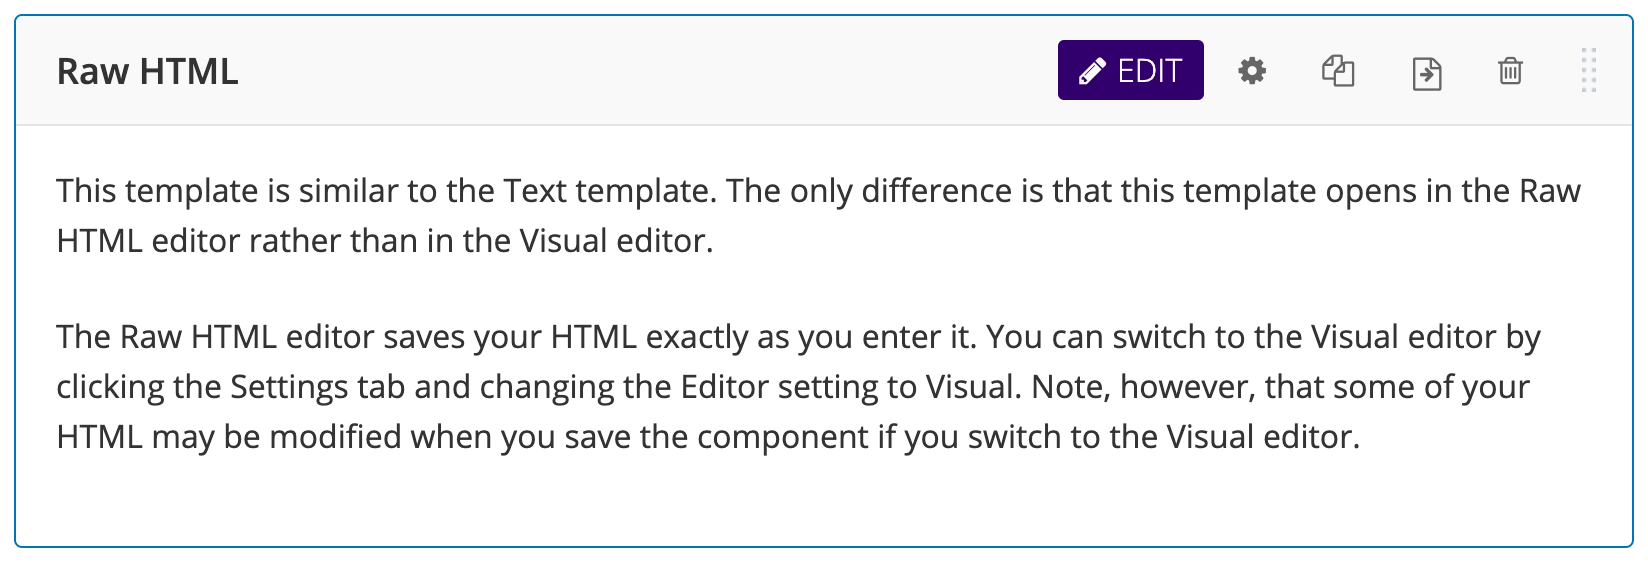 Raw HTML
EDIT
This template is similar to the Text template. The only difference is that this template opens in the Raw
HTML editor rather than in the Visual editor.
The Raw HTML editor saves your HTML exactly as you enter it. You can switch to the Visual editor by
clicking the Settings tab and changing the Editor setting to Visual. Note, however, that some of your
HTML may be modified when you save the component if you switch to the Visual editor.